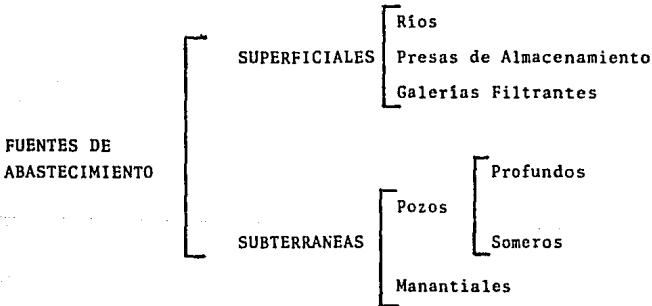 Ríos
SUPERFICIALES
Presas de Almacenamiento
Galerías Filtrantes
FUENTES DE
ABASTECIMIENTO
Profundos
Pozos
SUBTERRANEAS
Someros
Manantiales